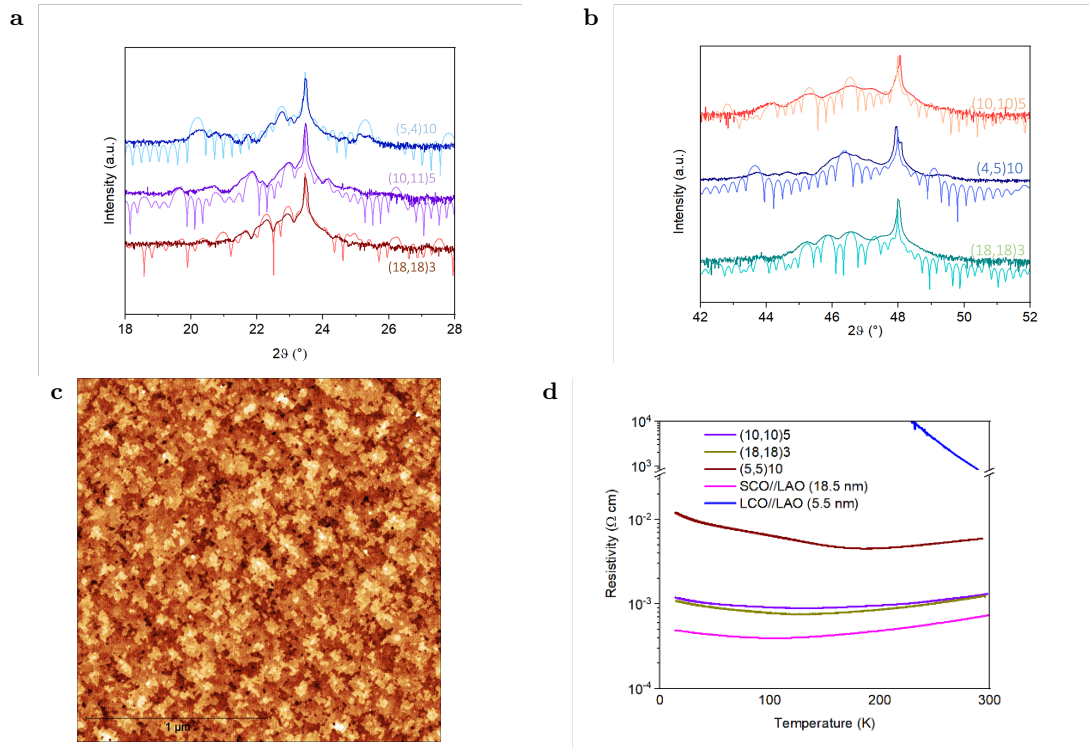 a
Intensity (a.u.)
(5,4)10
(10,11)5
(18,18)3
18 20 22 24 26 28
2ϑ (°)
b
Intensity (a.u.)
(10,10)5
(4,5)10
(18,18)3
42 44 46 48 50 52
2ϑ (°)
c
1 µm
d
Resistivity (Ω cm)
10⁴
10³
10⁻²
10⁻³
10⁻⁴
(10,10)5
(18,18)3
(5,5)10
SCO//LAO (18.5 nm)
LCO//LAO (5.5 nm)
0 100 200 300
Temperature (K)